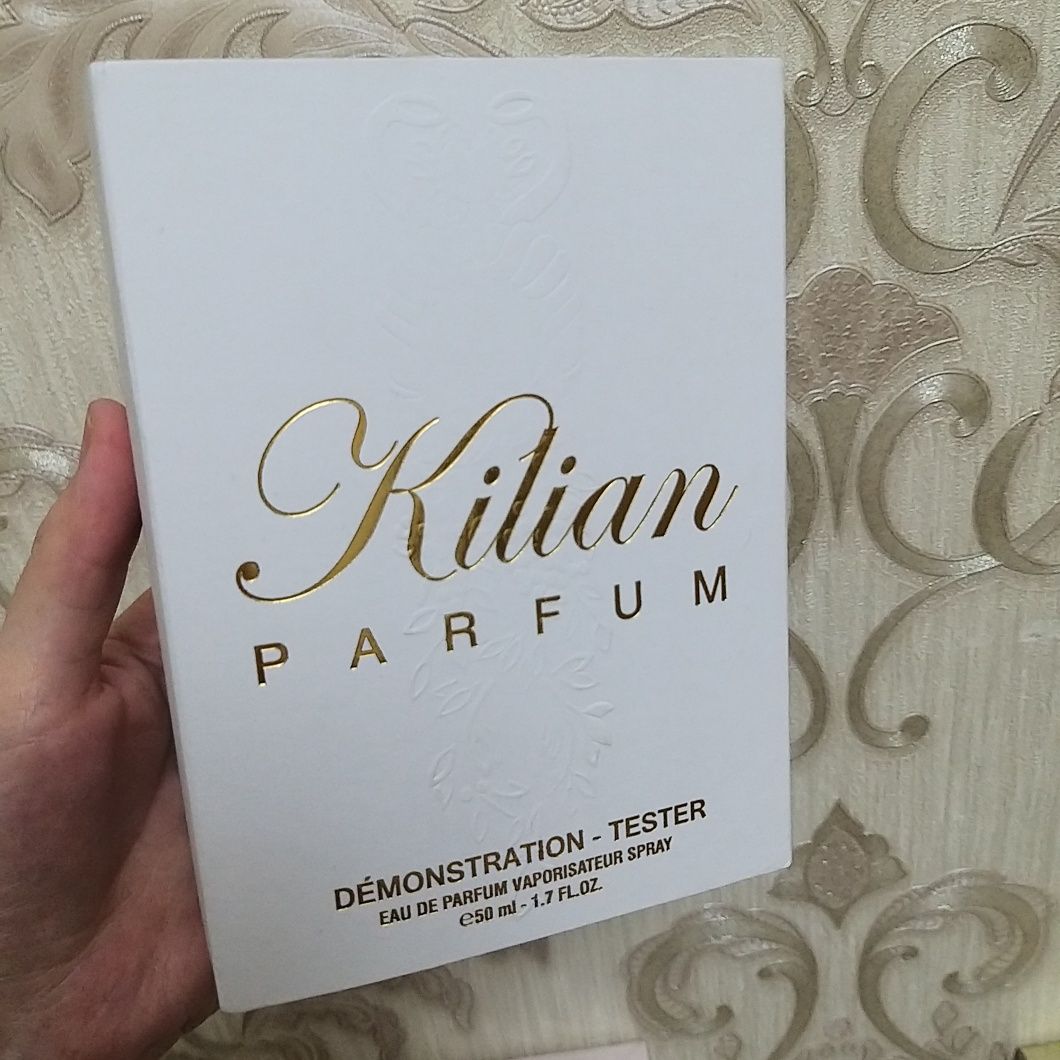 Kilian
PARFUM
DÉMONSTRATION - TESTER
EAU DE PARFUM VAPORISATEUR SPRAY
℮50 ml - 1.7 FL.OZ.